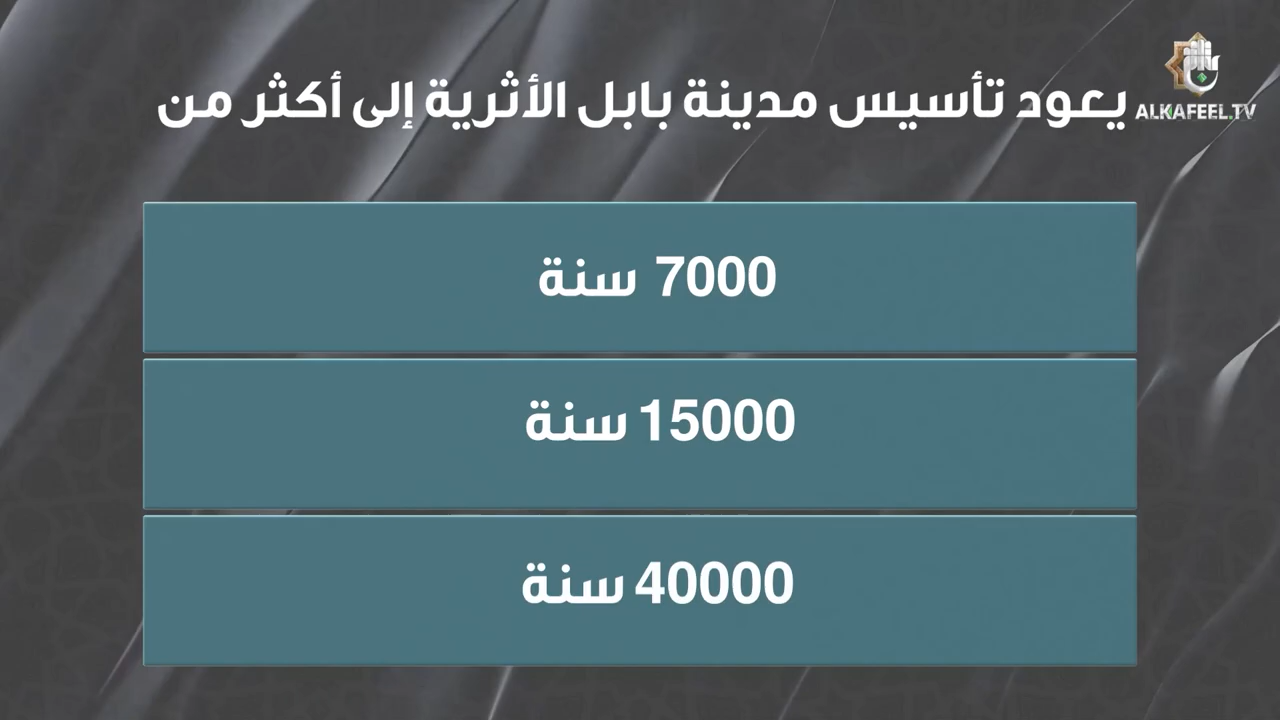 يعود تأسيس مدينة بابل الأثرية إلى أكثر من
ALKAFEEL.TV
7000 سنة
15000 سنة
40000 سنة